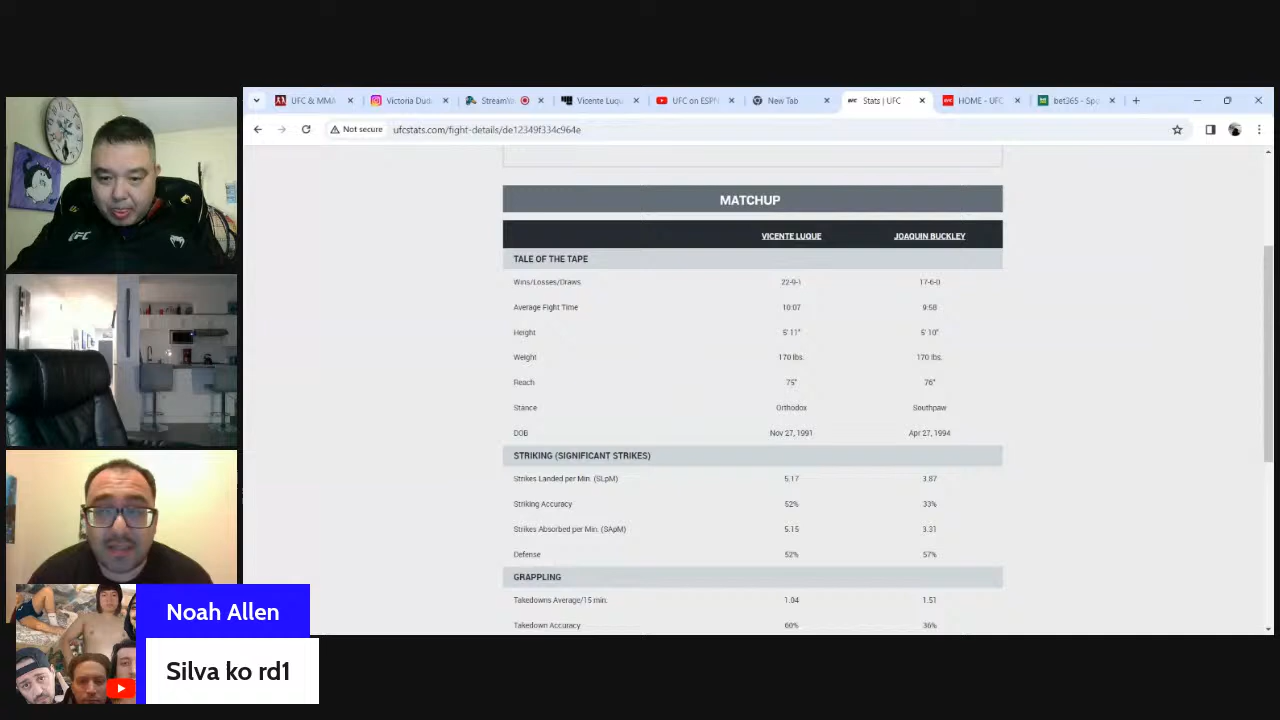 UFC & MMA
Victoria Dud
StreamYa
Vicente Luqu
UFC on ESPN
New Tab
Stats | UFC
HOME - UFC
bet365 - Spo
Not secure
ufcstats.com/fight-details/de12349f334c964e
MATCHUP
VICENTE LUQUE JOAQUIN BUCKLEY
TALE OF THE TAPE
Wins/Losses/Draws 22-9-1 17-6-0
Average Fight Time 10:07 9:58
Height 5' 11" 5' 10"
Weight 170 lbs. 170 lbs.
Reach 75" 76"
Stance Orthodox Southpaw
DOB Nov 27, 1991 Apr 27, 1994
STRIKING (SIGNIFICANT STRIKES)
Strikes Landed per Min. (SLpM) 5.17 3.87
Striking Accuracy 52% 33%
Strikes Absorbed per Min. (SApM) 5.15 3.31
Defense 52% 57%
GRAPPLING
Takedowns Average/15 min. 1.04 1.51
Takedown Accuracy 60% 36%
UFC
Noah Allen
Silva ko rd1